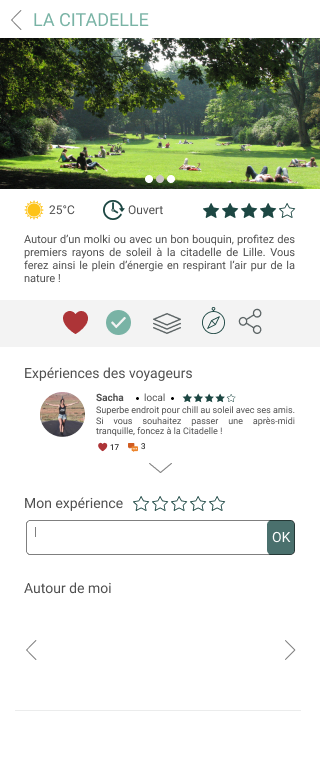 LA CITADELLE
25°C Ouvert
Autour d'un molki ou avec un bon bouquin, profitez des
premiers rayons de soleil à la citadelle de Lille. Vous
ferez ainsi le plein d'énergie en respirant l'air pur de la
nature !
Expériences des voyageurs
Sacha • local •
Superbe endroit pour chill au soleil avec ses amis.
Si vous souhaitez passer une après-midi
tranquille, foncez à la Citadelle !
17 3
Mon expérience
OK
Autour de moi